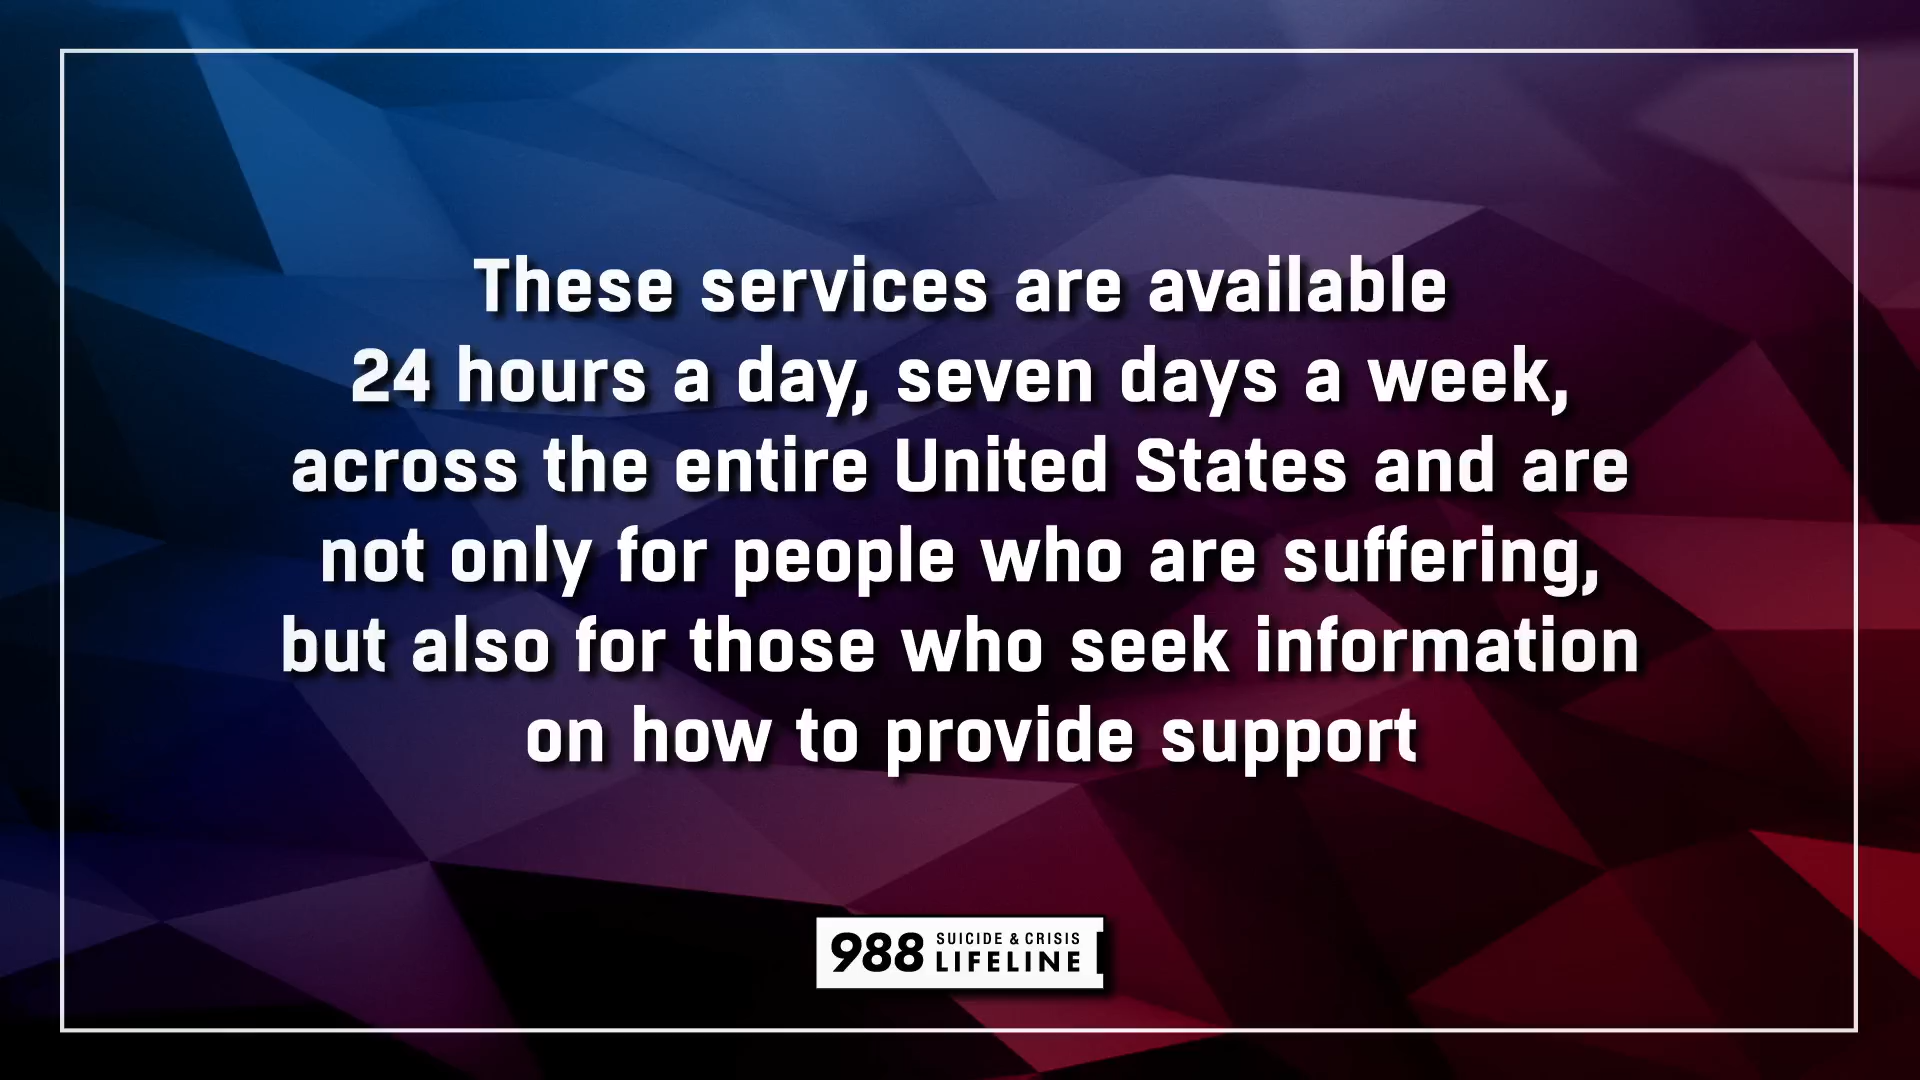 These services are available
24 hours a day, seven days a week,
across the entire United States and are
not only for people who are suffering,
but also for those who seek information
on how to provide support
988 SUICIDE & CRISIS
LIFELINE